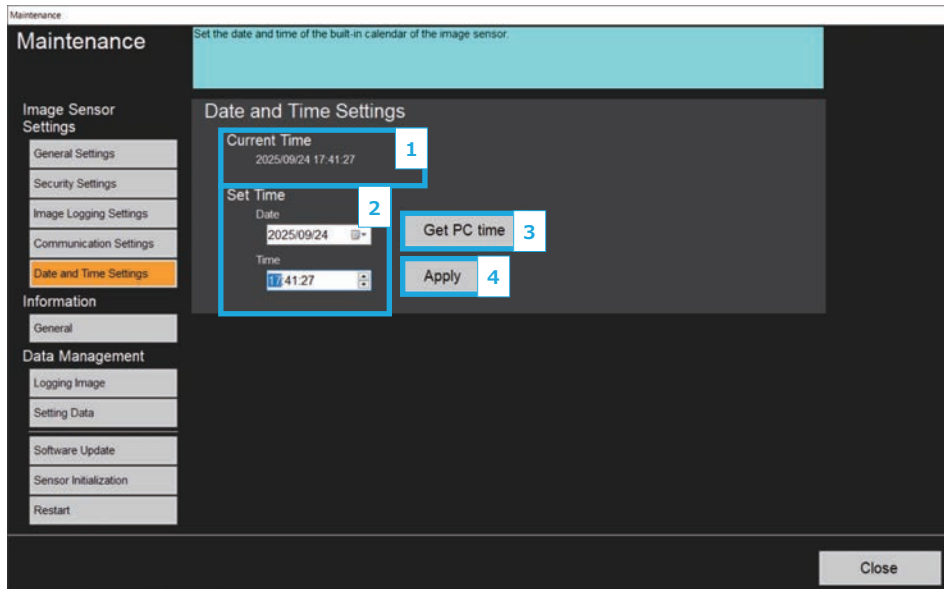 Maintenance
Maintenance
Set the date and time of the built-in calendar of the image sensor.
Image Sensor
Settings
General Settings
Security Settings
Image Logging Settings
Communication Settings
Date and Time Settings
Information
General
Data Management
Logging Image
Setting Data
Software Update
Sensor Initialization
Restart
Date and Time Settings
Current Time
1
2025/09/24 17:41:27
Set Time
2
Date
2025/09/24
Get PC time
3
Time
17:41:27
Apply
4
Close